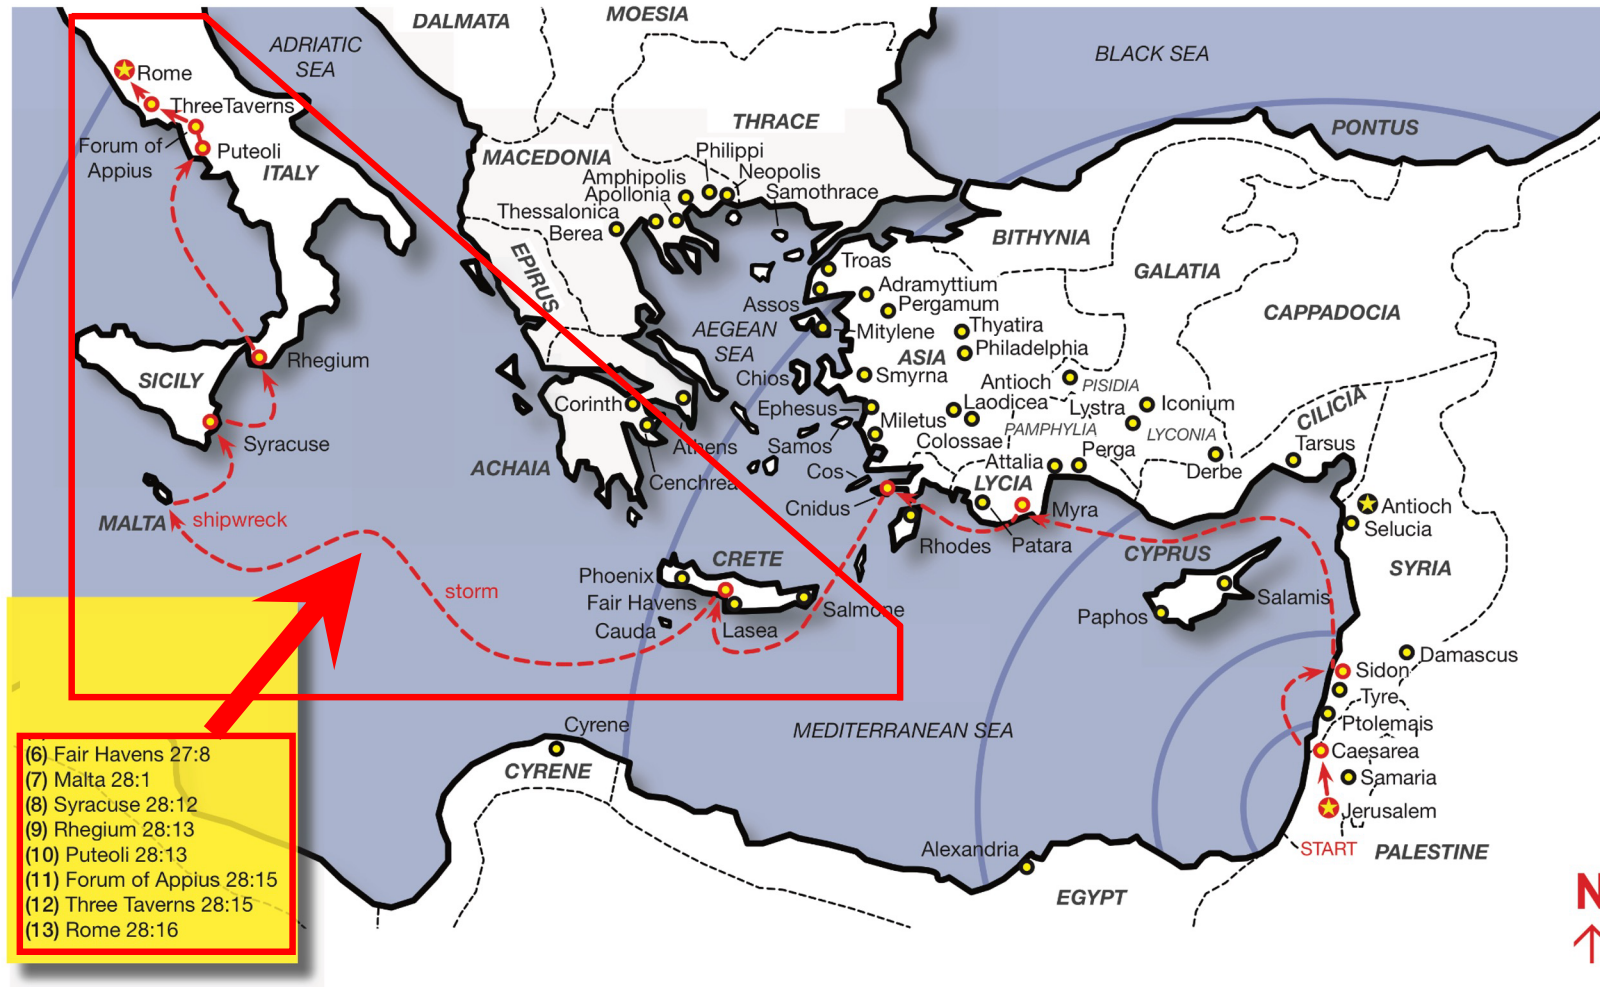 DALMATA
MOESIA
ADRIATIC
SEA
BLACK SEA
Rome
ThreeTaverns
Forum of
Appius
Puteoli
ITALY
THRACE
PONTUS
MACEDONIA
Philippi
Neopolis
Amphipolis
Apollonia
Samothrace
Thessalonica
Berea
EPIRUS
BITHYNIA
GALATIA
CAPPADOCIA
Troas
Adramyttium
Assos
Pergamum
AEGEAN
SEA
Mitylene
Thyatira
ASIA
Philadelphia
Rhegium
SICILY
Chios
Smyrna
Antioch
PISIDIA
Corinth
Ephesus
Laodicea
Lystra
Iconium
CILICIA
Miletus
Colossae
PAMPHYLIA
LYCONIA
Syracuse
Athens
Samos
Perga
Tarsus
ACHAIA
Cos
Attalia
Derbe
Cenchrea
LYCIA
MALTA
shipwreck
Cnidus
Myra
Antioch
Selucia
Rhodes
Patara
CYPRUS
CRETE
SYRIA
Phoenix
storm
Fair Havens
Salmone
Salamis
Cauda
Lasea
Paphos
Damascus
Sidon
Tyre
Cyrene
MEDITERRANEAN SEA
Ptolemais
Caesarea
CYRENE
Samaria
Jerusalem
Alexandria
START
PALESTINE
EGYPT
N
(6) Fair Havens 27:8
(7) Malta 28:1
(8) Syracuse 28:12
(9) Rhegium 28:13
(10) Puteoli 28:13
(11) Forum of Appius 28:15
(12) Three Taverns 28:15
(13) Rome 28:16